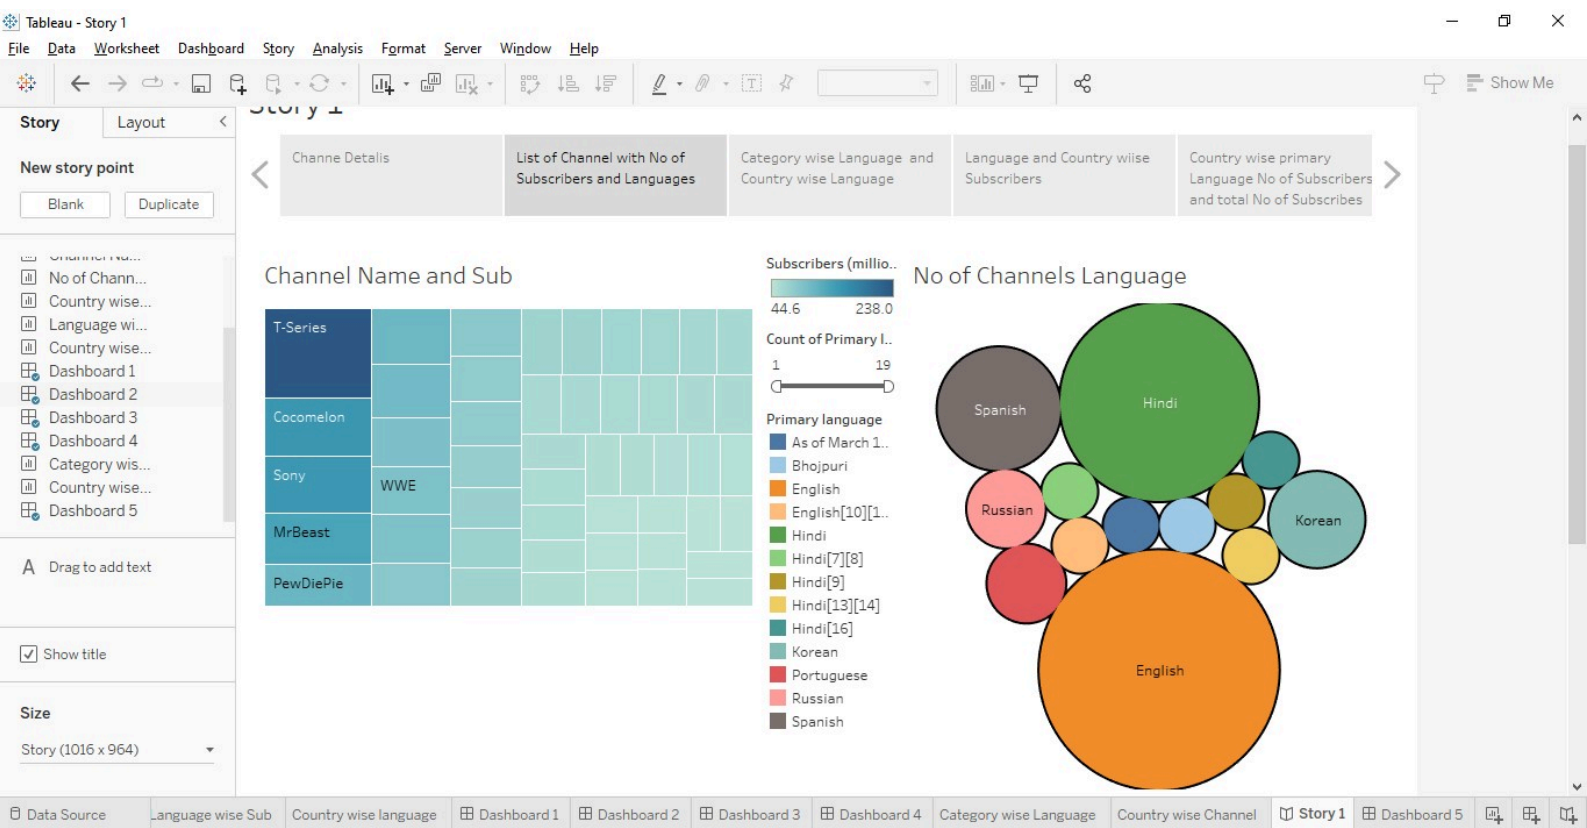 Tableau - Story 1
File Data Worksheet Dashboard Story Analysis Format Server Window Help
Show Me
Story Layout
New story point
Blank Duplicate
No of Chann...
Country wise...
Language wi...
Country wise...
Dashboard 1
Dashboard 2
Dashboard 3
Dashboard 4
Category wis...
Country wise...
Dashboard 5
A Drag to add text
Show title
Size
Story (1016 x 964)
Story 1
Channe Detalis
List of Channel with No of
Subscribers and Languages
Category wise Language and
Country wise Language
Language and Country wiise
Subscribers
Country wise primary
Language No of Subscribers
and total No of Subscribes
Channel Name and Sub
T-Series
Cocomelon
Sony
MrBeast
PewDiePie
WWE
Subscribers (millio..
44.6 238.0
Count of Primary l..
1 19
Primary language
As of March 1..
Bhojpuri
English
English[10][1..
Hindi
Hindi[7][8]
Hindi[9]
Hindi[13][14]
Hindi[16]
Korean
Portuguese
Russian
Spanish
No of Channels Language
Hindi
Spanish
Russian
Korean
English
Data Source Language wise Sub Country wise language Dashboard 1 Dashboard 2 Dashboard 3 Dashboard 4 Category wise Language Country wise Channel Story 1 Dashboard 5